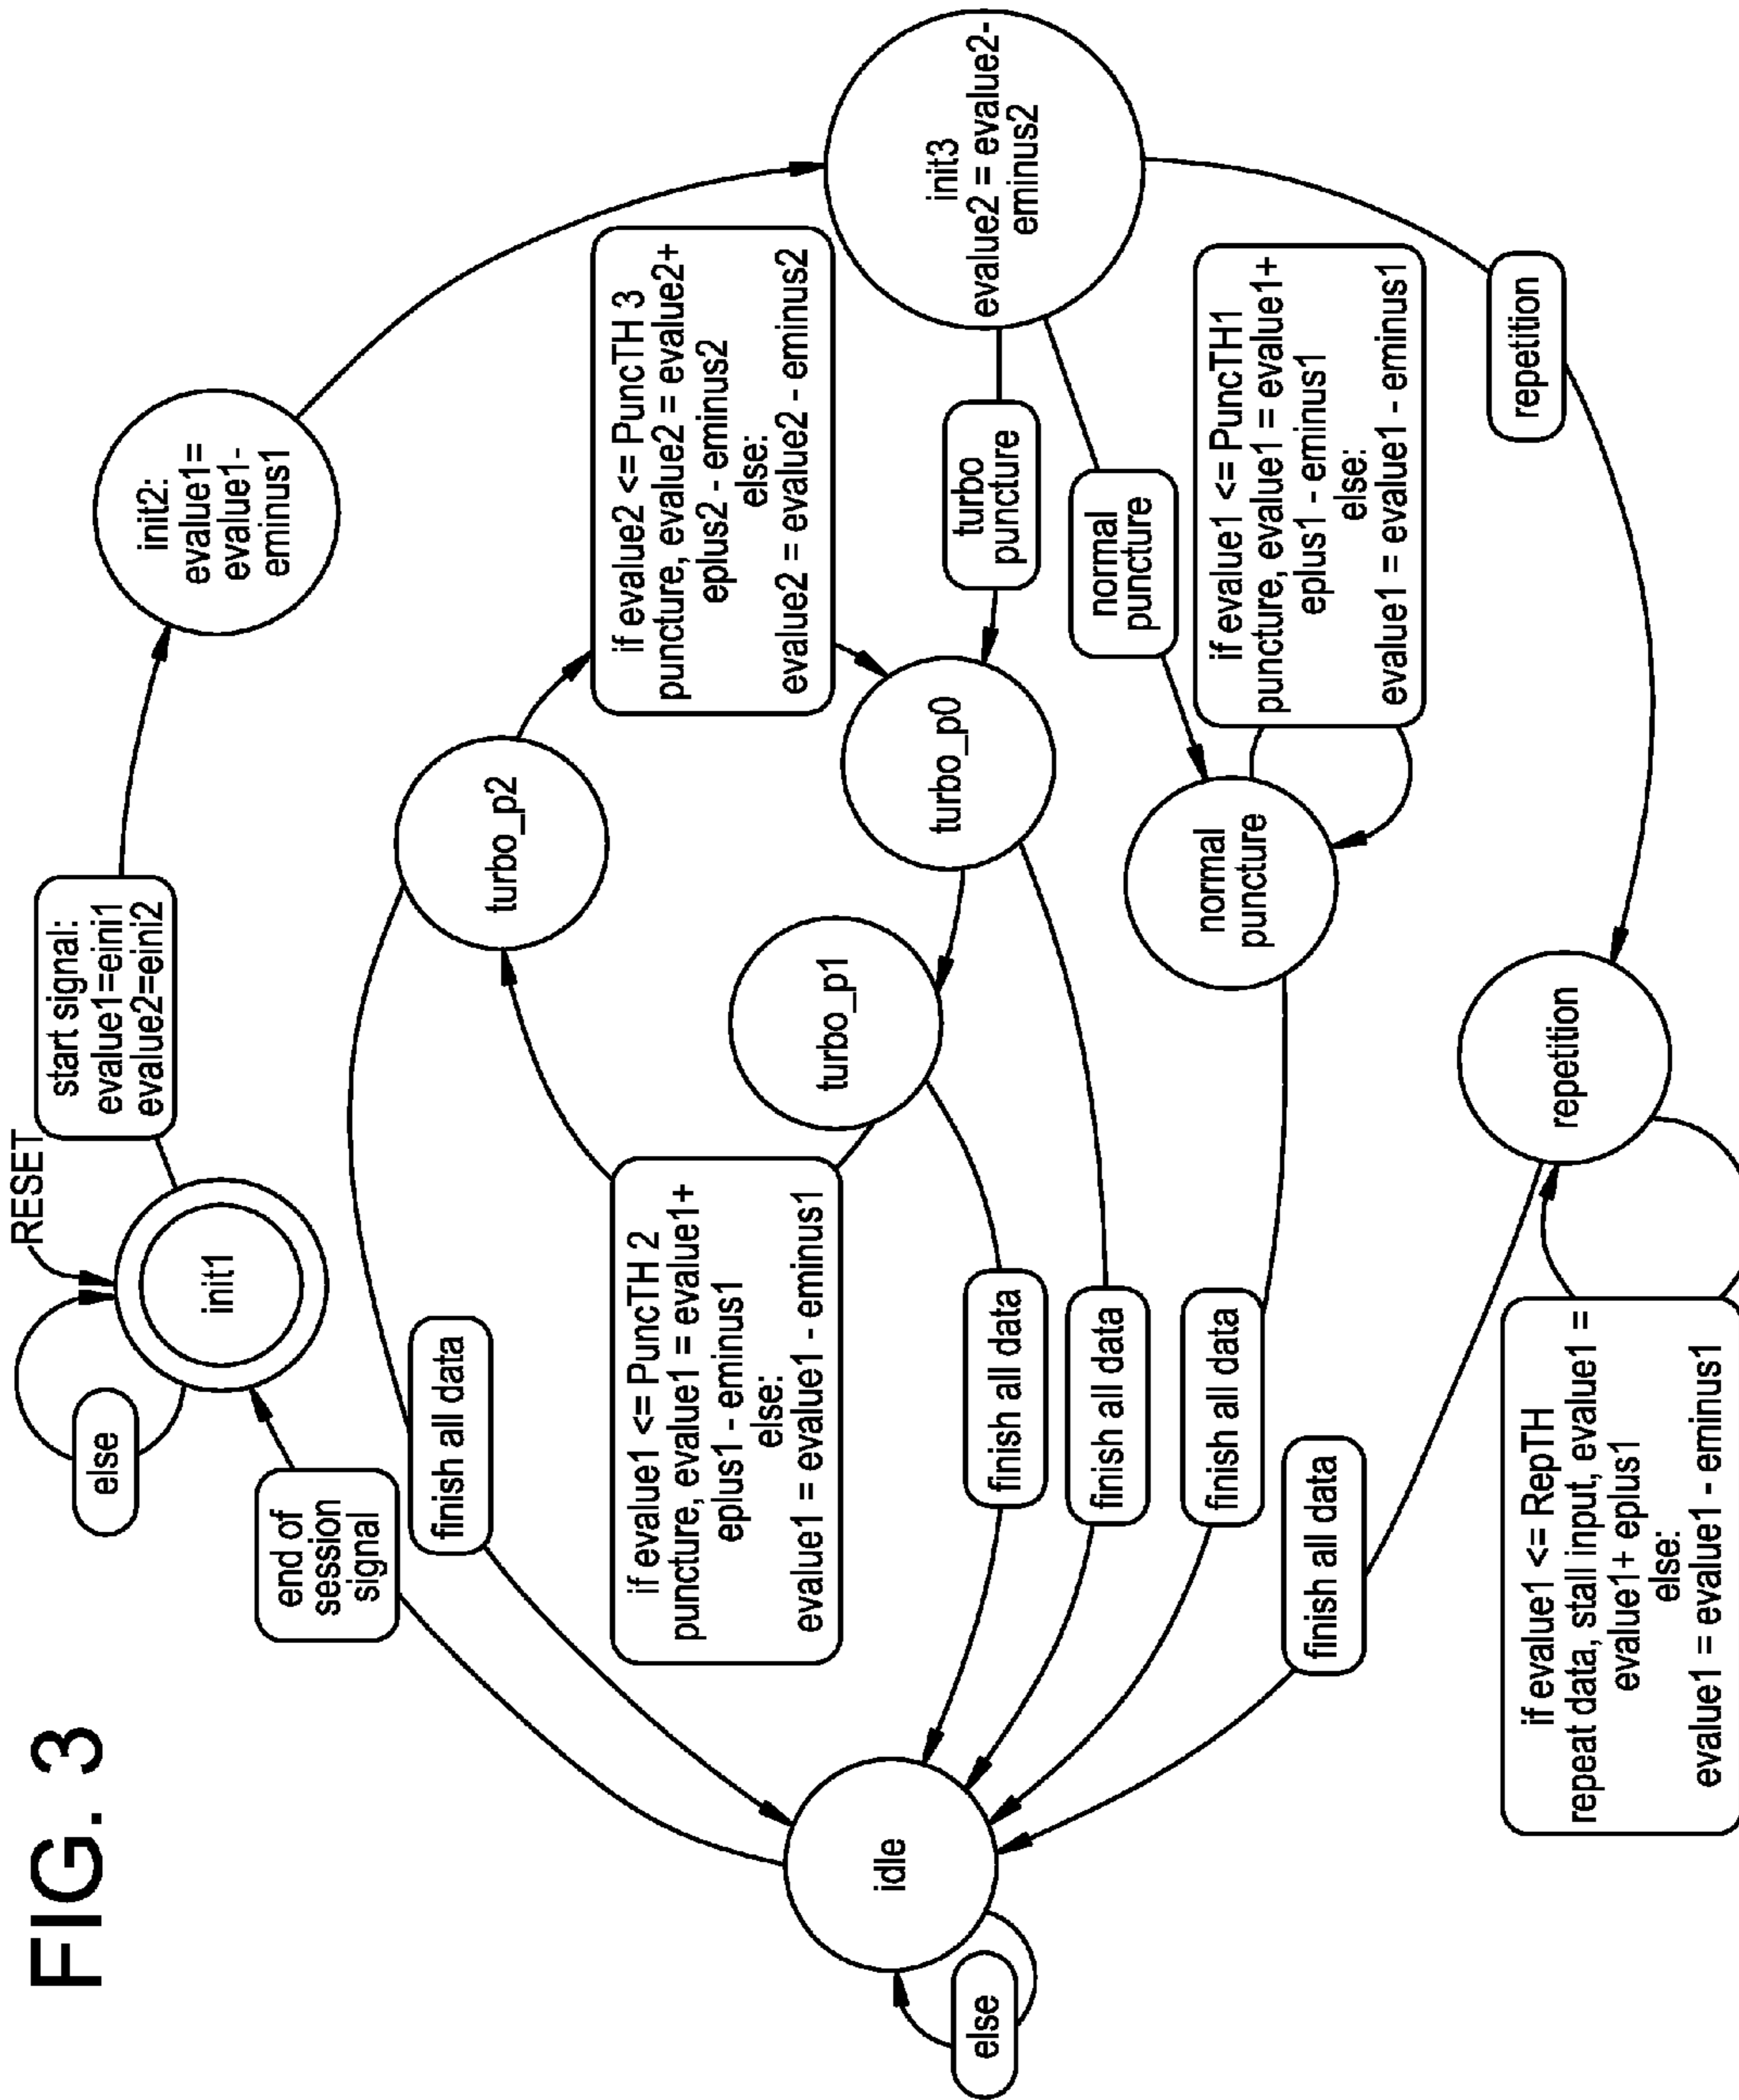 FIG. 3
RESET
else
init1
start signal:
evalue1=eini1
evalue2=eini2
init2:
evalue1=
evalue1-
eminus1
end of
session
signal
finish all data
turbo_p2
if evalue2 <= PuncTH 3
puncture, evalue2 = evalue2+
eplus2 - eminus2
else:
evalue2 = evalue2 - eminus2
init3
evalue2 = evalue2-
eminus2
if evalue1 <= PuncTH 2
puncture, evalue1 = evalue1+
eplus1 - eminus1
else:
evalue1 = evalue1 - eminus1
turbo_p1
turbo_p0
turbo
puncture
idle
else
finish all data
finish all data
finish all data
finish all data
normal
puncture
normal
puncture
if evalue1 <= PuncTH1
puncture, evalue1 = evalue1+
eplus1 - eminus1
else:
evalue1 = evalue1 - eminus1
repetition
repetition
if evalue1 <= RepTH
repeat data, stall input, evalue1 =
evalue1+ eplus1
else:
evalue1 = evalue1 - eminus1